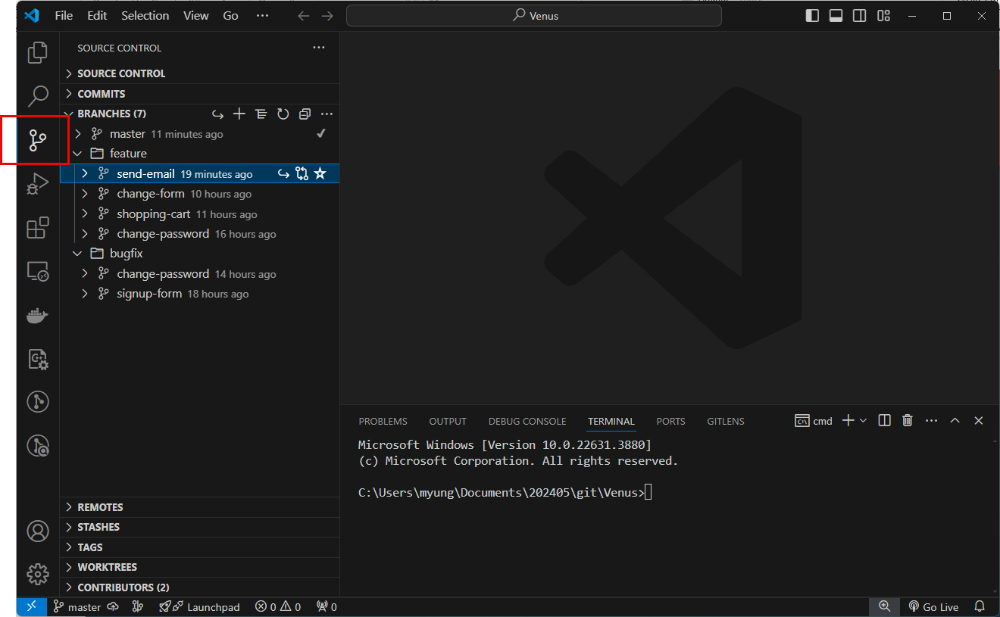 File Edit Selection View Go ··· Venus
SOURCE CONTROL
SOURCE CONTROL
COMMITS
BRANCHES (7)
master 11 minutes ago
feature
send-email 19 minutes ago
change-form 10 hours ago
shopping-cart 11 hours ago
change-password 16 hours ago
bugfix
change-password 14 hours ago
signup-form 18 hours ago
REMOTES
STASHES
TAGS
WORKTREES
CONTRIBUTORS (2)
PROBLEMS OUTPUT DEBUG CONSOLE TERMINAL PORTS GITLENS cmd
Microsoft Windows [Version 10.0.22631.3880]
(c) Microsoft Corporation. All rights reserved.
C:\Users\myung\Documents\202405\git\Venus>
master Launchpad 0 0 0 Go Live